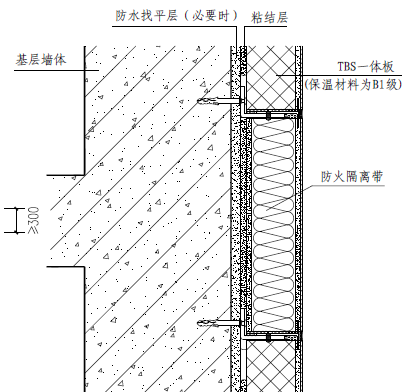 防水找平层（必要时）
粘结层
基层墙体
TBS一体板
(保温材料为B1级)
防火隔离带
≥300